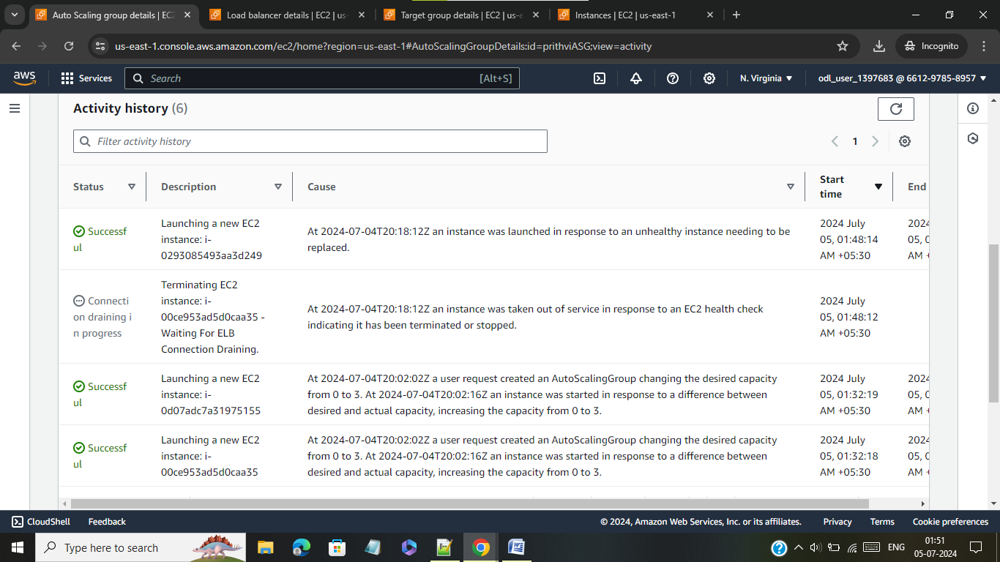 Auto Scaling group details | EC2
Load balancer details | EC2 | us-
Target group details | EC2 | us-e
Instances | EC2 | us-east-1
us-east-1.console.aws.amazon.com/ec2/home?region=us-east-1#AutoScalingGroupDetails:id=prithviASG;view=activity
Incognito
aws
Services
Search
[Alt+S]
N. Virginia
odl_user_1397683 @ 6612-9785-8957
Activity history (6)
Filter activity history
1
Status
Description
Cause
Start
time
End
Successf
ul
Launching a new EC2
instance: i-
0293085493aa3d249
At 2024-07-04T20:18:12Z an instance was launched in response to an unhealthy instance needing to be
replaced.
2024 July
05, 01:48:14
AM +05:30
2024
05, 0
AM +
Connecti
on draining i
n progress
Terminating EC2
instance: i-
00ce953ad5d0caa35 -
Waiting For ELB
Connection Draining.
At 2024-07-04T20:18:12Z an instance was taken out of service in response to an EC2 health check
indicating it has been terminated or stopped.
2024 July
05, 01:48:12
AM +05:30
Successf
ul
Launching a new EC2
instance: i-
0d07adc7a31975155
At 2024-07-04T20:02:02Z a user request created an AutoScalingGroup changing the desired capacity
from 0 to 3. At 2024-07-04T20:02:16Z an instance was started in response to a difference between
desired and actual capacity, increasing the capacity from 0 to 3.
2024 July
05, 01:32:19
AM +05:30
2024
05, 0
AM +
Successf
ul
Launching a new EC2
instance: i-
00ce953ad5d0caa35
At 2024-07-04T20:02:02Z a user request created an AutoScalingGroup changing the desired capacity
from 0 to 3. At 2024-07-04T20:02:16Z an instance was started in response to a difference between
desired and actual capacity, increasing the capacity from 0 to 3.
2024 July
05, 01:32:18
AM +05:30
2024
05, 0
AM +
CloudShell
Feedback
© 2024, Amazon Web Services, Inc. or its affiliates.
Privacy
Terms
Cookie preferences
Type here to search
ENG
01:51
05-07-2024